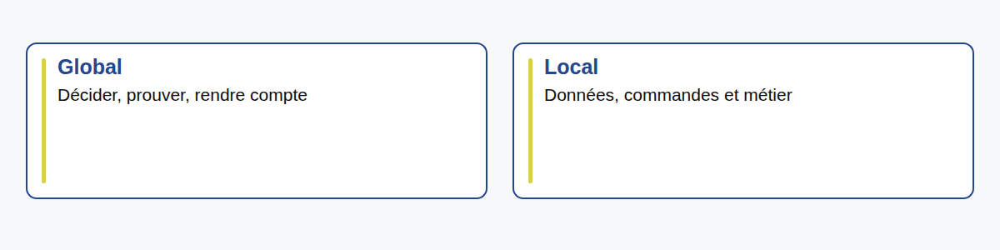 Global
Décider, prouver, rendre compte
Local
Données, commandes et métier